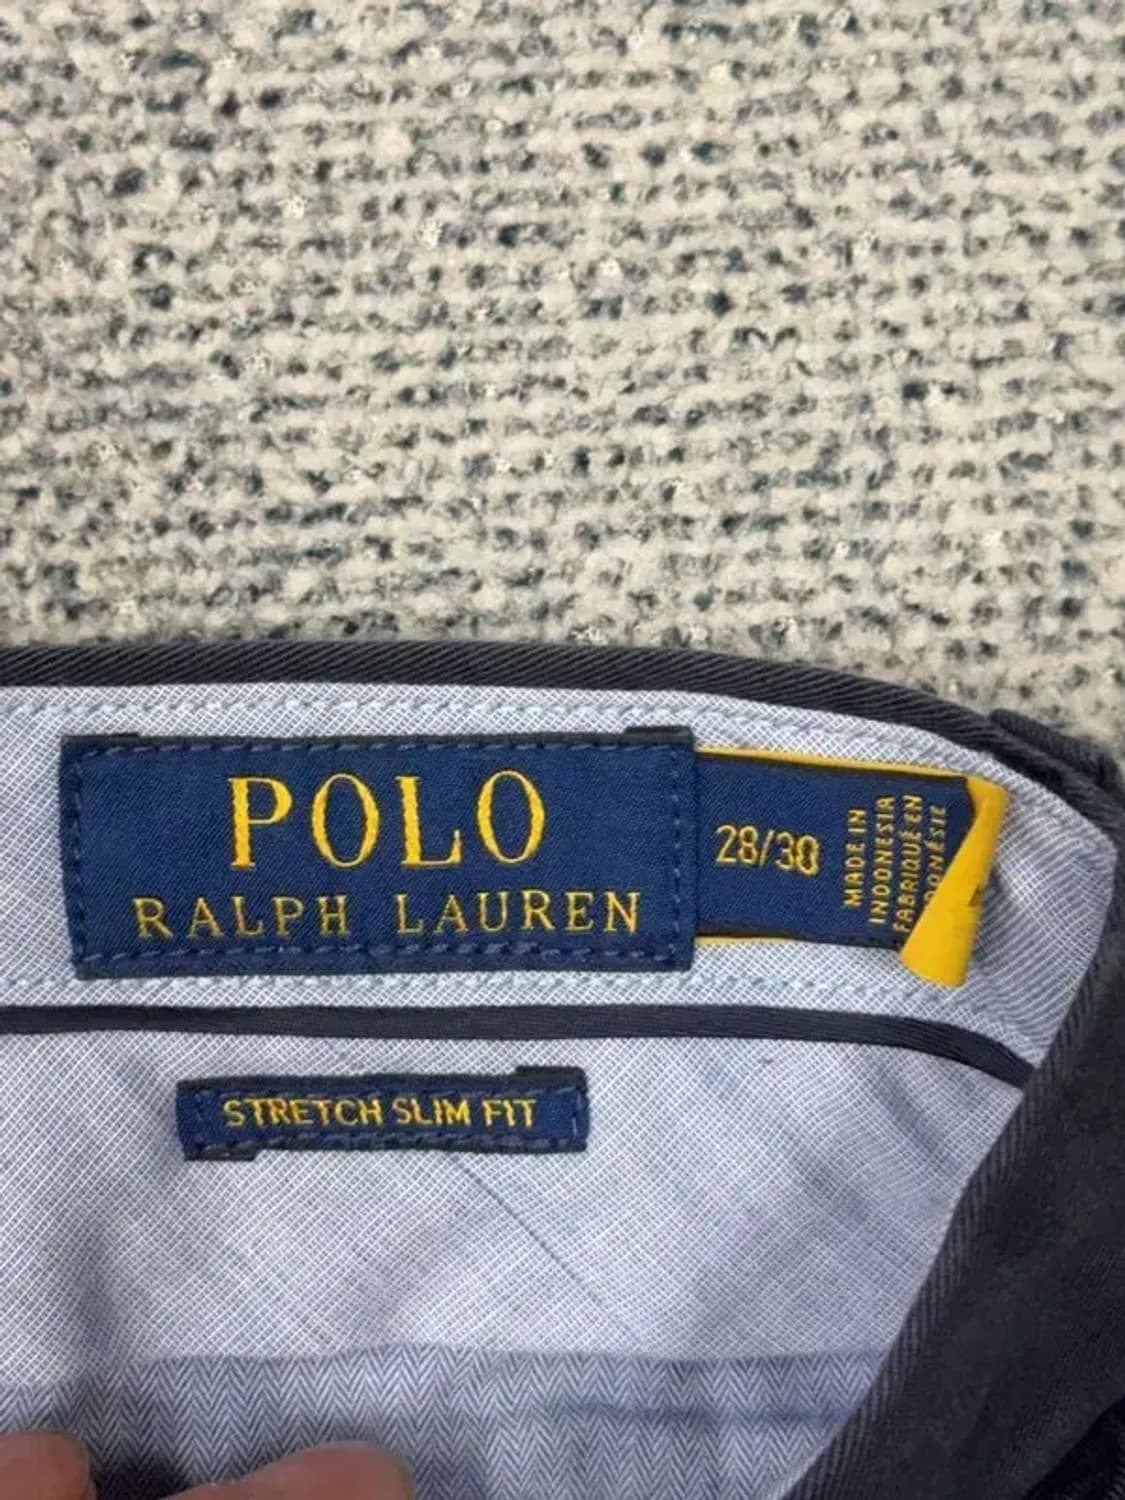 POLO
RALPH LAUREN
28/30
MADE IN
INDONESIA
FABRIQUÉ EN
STRETCH SLIM FIT